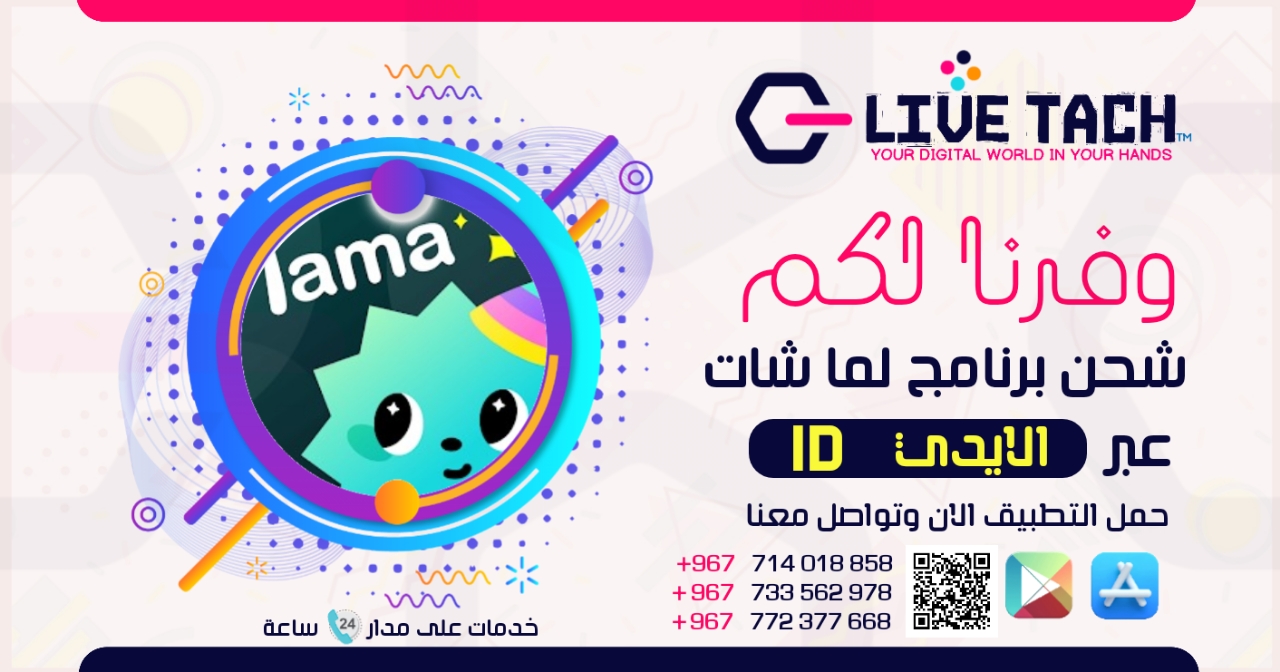 LIVE TACH™
YOUR DIGITAL WORLD IN YOUR HANDS
lama
وفرنا لكم
شحن برنامج لما شات
عبر الايدي ID
حمل التطبيق الان وتواصل معنا
+967 714 018 858
+967 733 562 978
+967 772 377 668
خدمات على مدار 24 ساعة